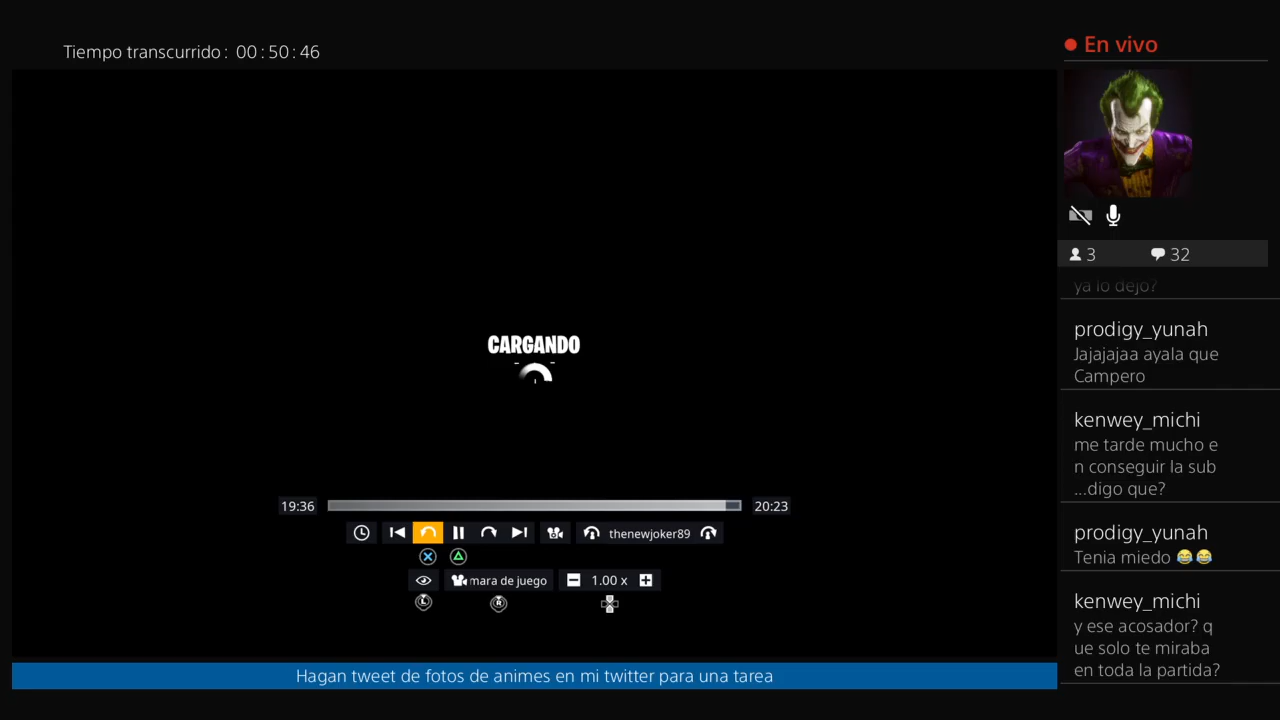 Tiempo transcurrido : 00 : 50 : 46
En vivo
3 32
ya lo dejo?
prodigy_yunah
Jajajajaa ayala que
Campero
kenwey_michi
me tarde mucho e
n conseguir la sub
...digo que?
prodigy_yunah
Tenia miedo 😂😂
kenwey_michi
y ese acosador? q
ue solo te miraba
en toda la partida?
CARGANDO
19:36 20:23
thenewjoker89
mara de juego 1.00 x
L R
Hagan tweet de fotos de animes en mi twitter para una tarea